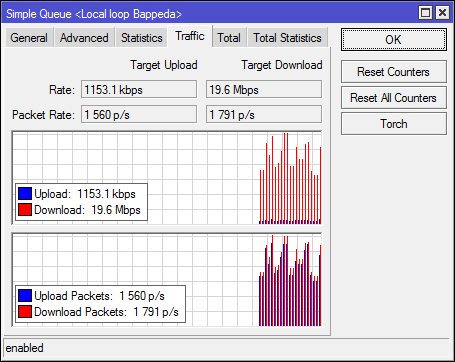 Simple Queue <Local loop Bappeda>
General Advanced Statistics Traffic Total Total Statistics
OK
Reset Counters
Reset All Counters
Torch
Target Upload Target Download
Rate: 1153.1 kbps 19.6 Mbps
Packet Rate: 1 560 p/s 1 791 p/s
Upload: 1153.1 kbps
Download: 19.6 Mbps
Upload Packets: 1 560 p/s
Download Packets: 1 791 p/s
enabled